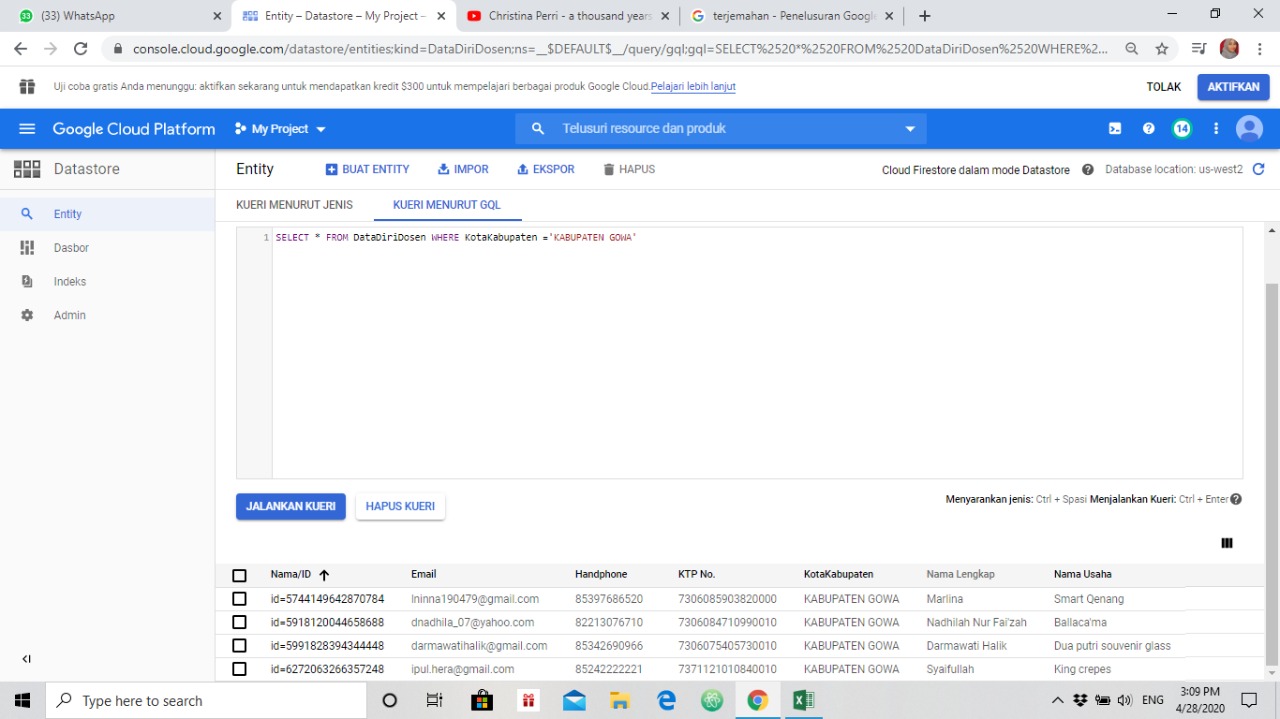 (33) WhatsApp
Entity – Datastore – My Project –
Christina Perri - a thousand years
terjemahan - Penelusuran Google
console.cloud.google.com/datastore/entities;kind=DataDiriDosen;ns=__$DEFAULT$__/query/gql;gql=SELECT%2520*%2520FROM%2520DataDiriDosen%2520WHERE%2...
Uji coba gratis Anda menunggu: aktifkan sekarang untuk mendapatkan kredit $300 untuk mempelajari berbagai produk Google Cloud.Pelajari lebih lanjut
TOLAK
AKTIFKAN
Google Cloud Platform
My Project
Telusuri resource dan produk
14
Datastore
Entity
BUAT ENTITY
IMPOR
EKSPOR
HAPUS
Cloud Firestore dalam mode Datastore
Database location: us-west2
Entity
Dasbor
Indeks
Admin
KUERI MENURUT JENIS
KUERI MENURUT GQL
1 SELECT * FROM DataDiriDosen WHERE KotaKabupaten ='KABUPATEN GOWA'
JALANKAN KUERI
HAPUS KUERI
Menyarankan jenis: Ctrl + Spasi Menjalankan Kueri: Ctrl + Enter
Nama/ID Email Handphone KTP No. KotaKabupaten Nama Lengkap Nama Usaha
id=5744149642870784 Ininna190479@gmail.com 85397686520 7306085903820000 KABUPATEN GOWA Marlina Smart Qenang
id=5918120044658688 dnadhila_07@yahoo.com 82213076710 7306084710990010 KABUPATEN GOWA Nadhilah Nur Fai'zah Ballaca'ma
id=5991828394344448 darmawatihalik@gmail.com 85342690966 7306075405730010 KABUPATEN GOWA Darmawati Halik Dua putri souvenir glass
id=6272063266357248 ipul.hera@gmail.com 85242222221 7371121010840010 KABUPATEN GOWA Syaifullah King crepes
Type here to search
ENG
3:09 PM
4/28/2020